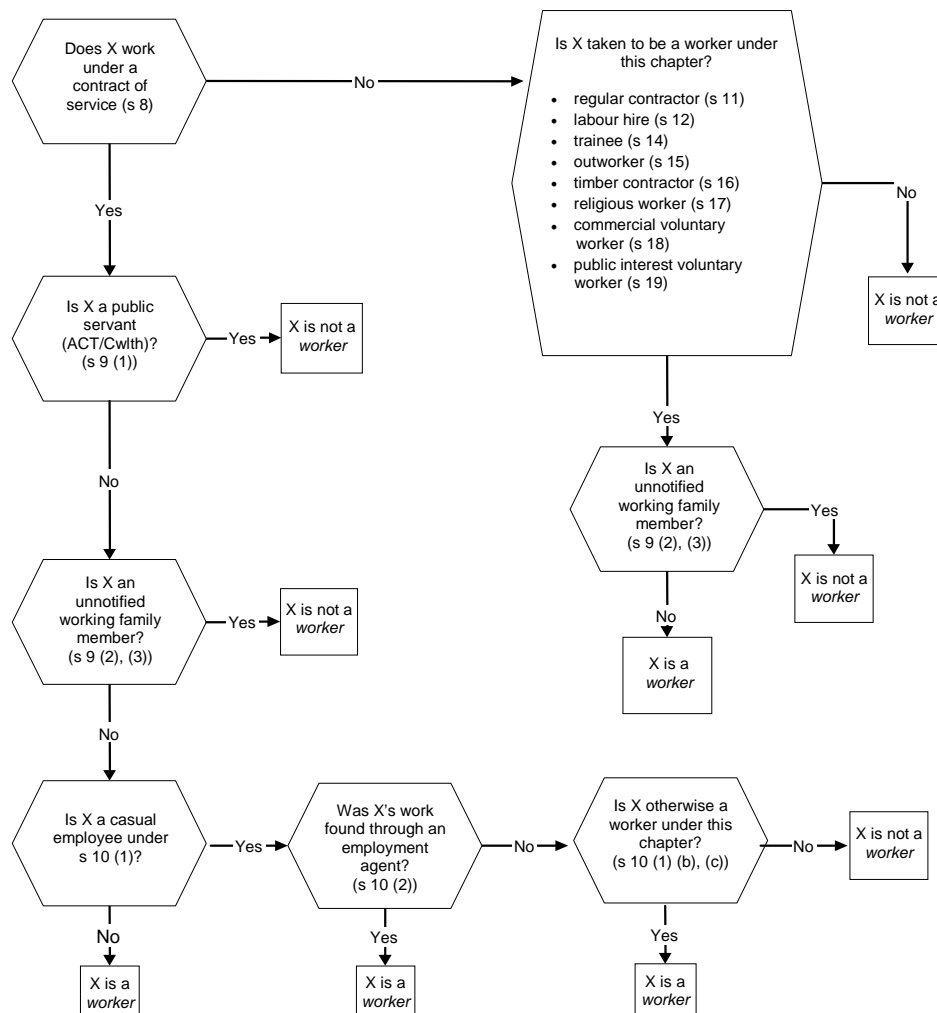 Does X work
under a
contract of
service (s 8)
No
Is X taken to be a worker under
this chapter?
• regular contractor (s 11)
• labour hire (s 12)
• trainee (s 14)
• outworker (s 15)
• timber contractor (s 16)
• religious worker (s 17)
• commercial voluntary
worker (s 18)
• public interest voluntary
worker (s 19)
No
X is not a
worker
Yes
Is X a public
servant
(ACT/Cwlth)?
(s 9 (1))
Yes
X is not a
worker
Yes
Is X an
unnotified
working family
member?
(s 9 (2), (3))
Yes
X is not a
worker
No
X is a
worker
No
Is X an
unnotified
working family
member?
(s 9 (2), (3))
Yes
X is not a
worker
No
Is X a casual
employee under
s 10 (1)?
Yes
Was X's work
found through an
employment
agent?
(s 10 (2))
No
Is X otherwise a
worker under this
chapter?
(s 10 (1) (b), (c))
No
X is not a
worker
No
X is a
worker
Yes
X is a
worker
Yes
X is a
worker